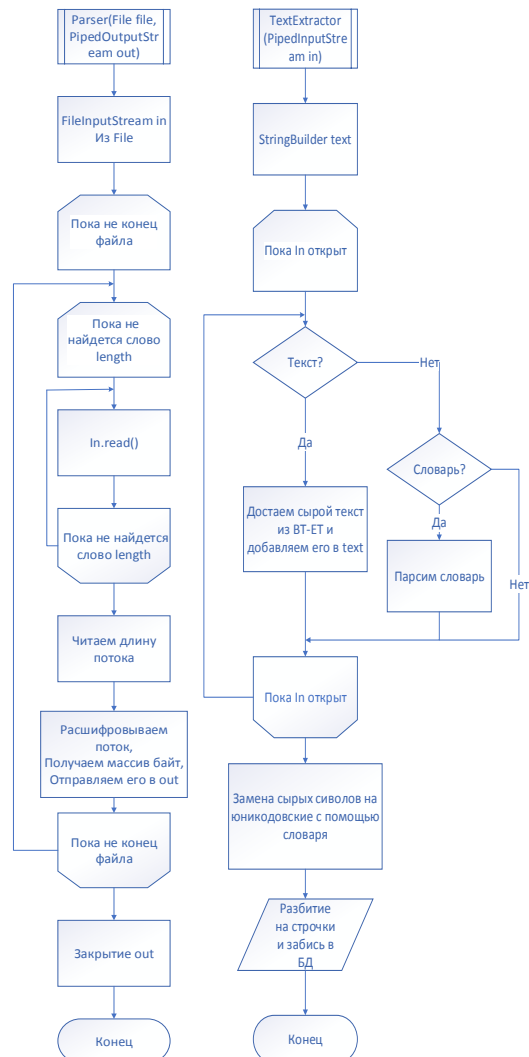 Parser(File file,
PipedOutputSt
ream out)
FileInputStream in
Из File
Пока не конец
файла
Пока не
найдется слово
length
In.read()
Пока не найдется
слово length
Читаем длину
потока
Расшифровываем
поток,
Получаем массив байт,
Отправляем его в out
Пока не конец
файла
Закрытие out
Конец
TextExtractor
(PipedInputStre
am in)
StringBuilder text
Пока In открыт
Текст?
Нет
Да
Словарь?
Да
Нет
Достаем сырой текст
из BT-ET и
добавляем его в text
Парсим словарь
Пока In открыт
Замена сырых сиволов на
юникодовские с помощью
словаря
Разбитие
на строчки
и забись в
БД
Конец